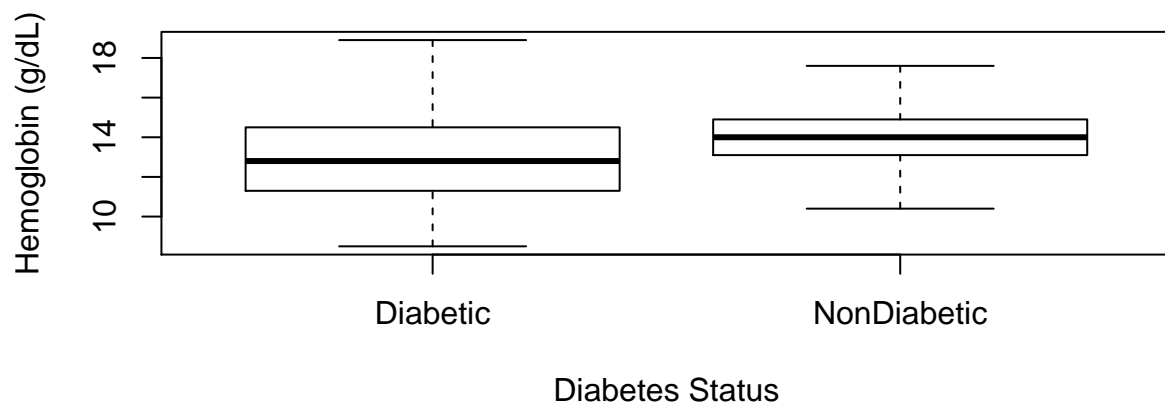 Hemoglobin (g/dL)
18
14
10
Diabetic NonDiabetic
Diabetes Status